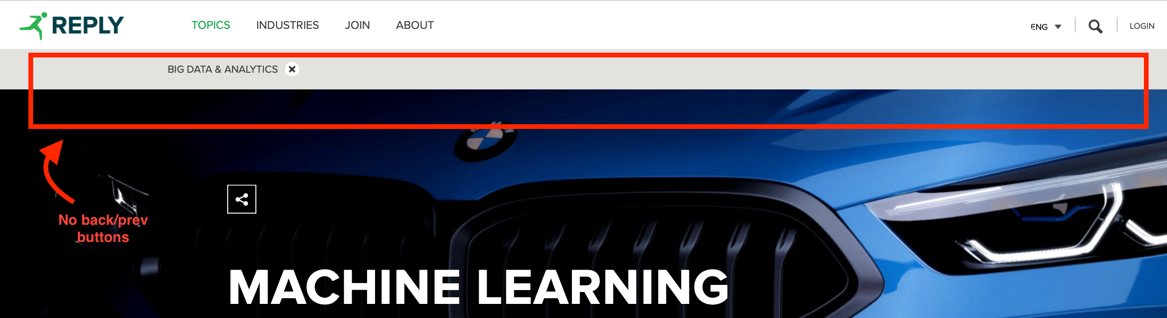 REPLY
TOPICS INDUSTRIES JOIN ABOUT
ENG
LOGIN
BIG DATA & ANALYTICS
No back/prev
buttons
MACHINE LEARNING